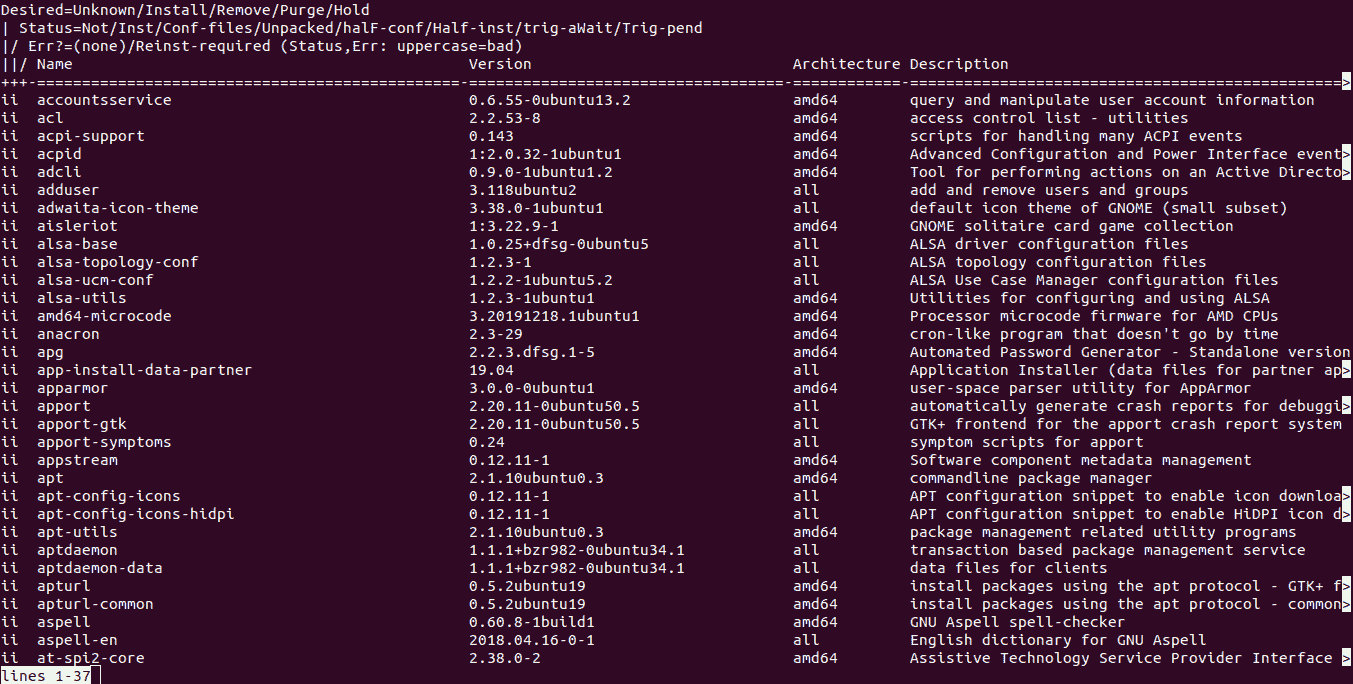 Desired=Unknown/Install/Remove/Purge/Hold
| Status=Not/Inst/Conf-files/Unpacked/halF-conf/Half-inst/trig-aWait/Trig-pend
|/ Err?=(none)/Reinst-required (Status,Err: uppercase=bad)
||/ Name                                            Version                             Architecture Description
+++-===============================================-===================================-============-================================================>
ii  accountsservice                                 0.6.55-0ubuntu13.2                  amd64        query and manipulate user account information
ii  acl                                             2.2.53-8                            amd64        access control list - utilities
ii  acpi-support                                    0.143                               amd64        scripts for handling many ACPI events
ii  acpid                                           1:2.0.32-1ubuntu1                   amd64        Advanced Configuration and Power Interface event>
ii  adcli                                           0.9.0-1ubuntu1.2                    amd64        Tool for performing actions on an Active Directo>
ii  adduser                                         3.118ubuntu2                        all          add and remove users and groups
ii  adwaita-icon-theme                              3.38.0-1ubuntu1                     all          default icon theme of GNOME (small subset)
ii  aisleriot                                       1:3.22.9-1                          amd64        GNOME solitaire card game collection
ii  alsa-base                                       1.0.25+dfsg-0ubuntu5                all          ALSA driver configuration files
ii  alsa-topology-conf                              1.2.3-1                             all          ALSA topology configuration files
ii  alsa-ucm-conf                                   1.2.2-1ubuntu5.2                    all          ALSA Use Case Manager configuration files
ii  alsa-utils                                      1.2.3-1ubuntu1                      amd64        Utilities for configuring and using ALSA
ii  amd64-microcode                                 3.20191218.1ubuntu1                 amd64        Processor microcode firmware for AMD CPUs
ii  anacron                                         2.3-29                              amd64        cron-like program that doesn't go by time
ii  apg                                             2.2.3.dfsg.1-5                      amd64        Automated Password Generator - Standalone version
ii  app-install-data-partner                        19.04                               all          Application Installer (data files for partner ap>
ii  apparmor                                        3.0.0-0ubuntu1                      amd64        user-space parser utility for AppArmor
ii  apport                                          2.20.11-0ubuntu50.5                 all          automatically generate crash reports for debuggi>
ii  apport-gtk                                      2.20.11-0ubuntu50.5                 all          GTK+ frontend for the apport crash report system
ii  apport-symptoms                                 0.24                                all          symptom scripts for apport
ii  appstream                                       0.12.11-1                           amd64        Software component metadata management
ii  apt                                             2.1.10ubuntu0.3                     amd64        commandline package manager
ii  apt-config-icons                                0.12.11-1                           all          APT configuration snippet to enable icon downloa>
ii  apt-config-icons-hidpi                          0.12.11-1                           all          APT configuration snippet to enable HiDPI icon d>
ii  apt-utils                                       2.1.10ubuntu0.3                     amd64        package management related utility programs
ii  aptdaemon                                       1.1.1+bzr982-0ubuntu34.1            all          transaction based package management service
ii  aptdaemon-data                                  1.1.1+bzr982-0ubuntu34.1            all          data files for clients
ii  apturl                                          0.5.2ubuntu19                       amd64        install packages using the apt protocol - GTK+ f>
ii  apturl-common                                   0.5.2ubuntu19                       amd64        install packages using the apt protocol - common>
ii  aspell                                          0.60.8-1build1                      amd64        GNU Aspell spell-checker
ii  aspell-en                                       2018.04.16-0-1                      all          English dictionary for GNU Aspell
ii  at-spi2-core                                    2.38.0-2                            amd64        Assistive Technology Service Provider Interface >
lines 1-37